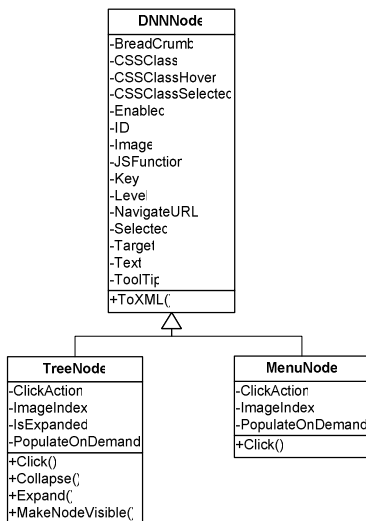 DNNNode
-BreadCrumb
-CSSClass
-CSSClassHover
-CSSClassSelected
-Enabled
-ID
-Image
-JSFunction
-Key
-Level
-NavigateURL
-Selected
-Target
-Text
-ToolTip
+ToXML()
TreeNode
-ClickAction
-ImageIndex
-IsExpanded
-PopulateOnDemand
+Click()
+Collapse()
+Expand()
+MakeNodeVisible()
MenuNode
-ClickAction
-ImageIndex
-PopulateOnDemand
+Click()